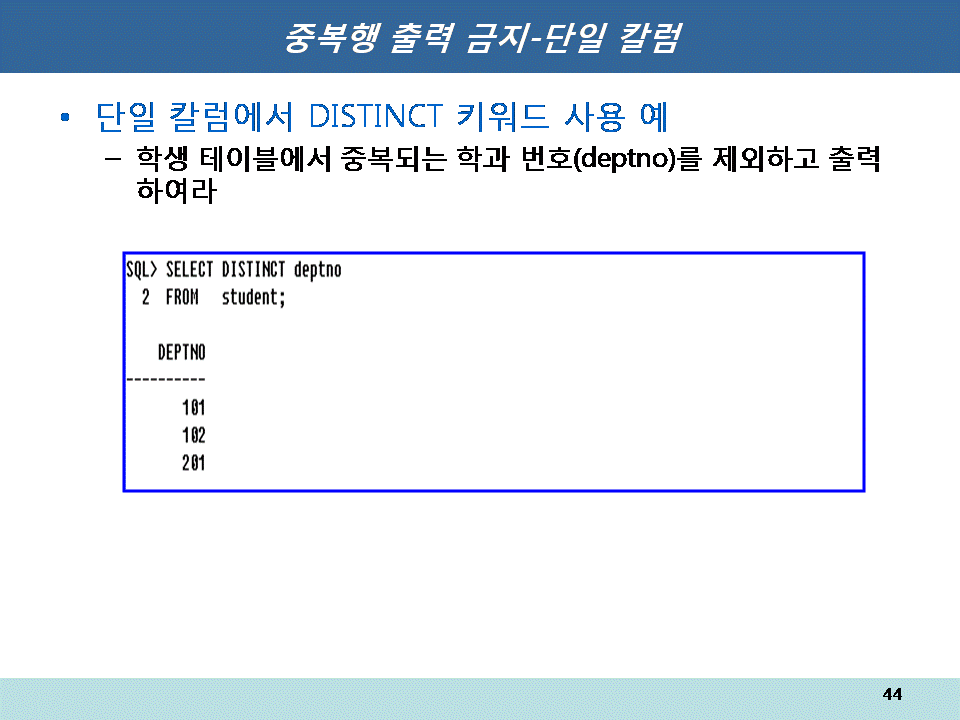 중복행 출력 금지-단일 칼럼
• 단일 칼럼에서 DISTINCT 키워드 사용 예
– 학생 테이블에서 중복되는 학과 번호(deptno)를 제외하고 출력
하여라
SQL> SELECT DISTINCT deptno
2 FROM student;
DEPTNO
----------
101
102
201
44